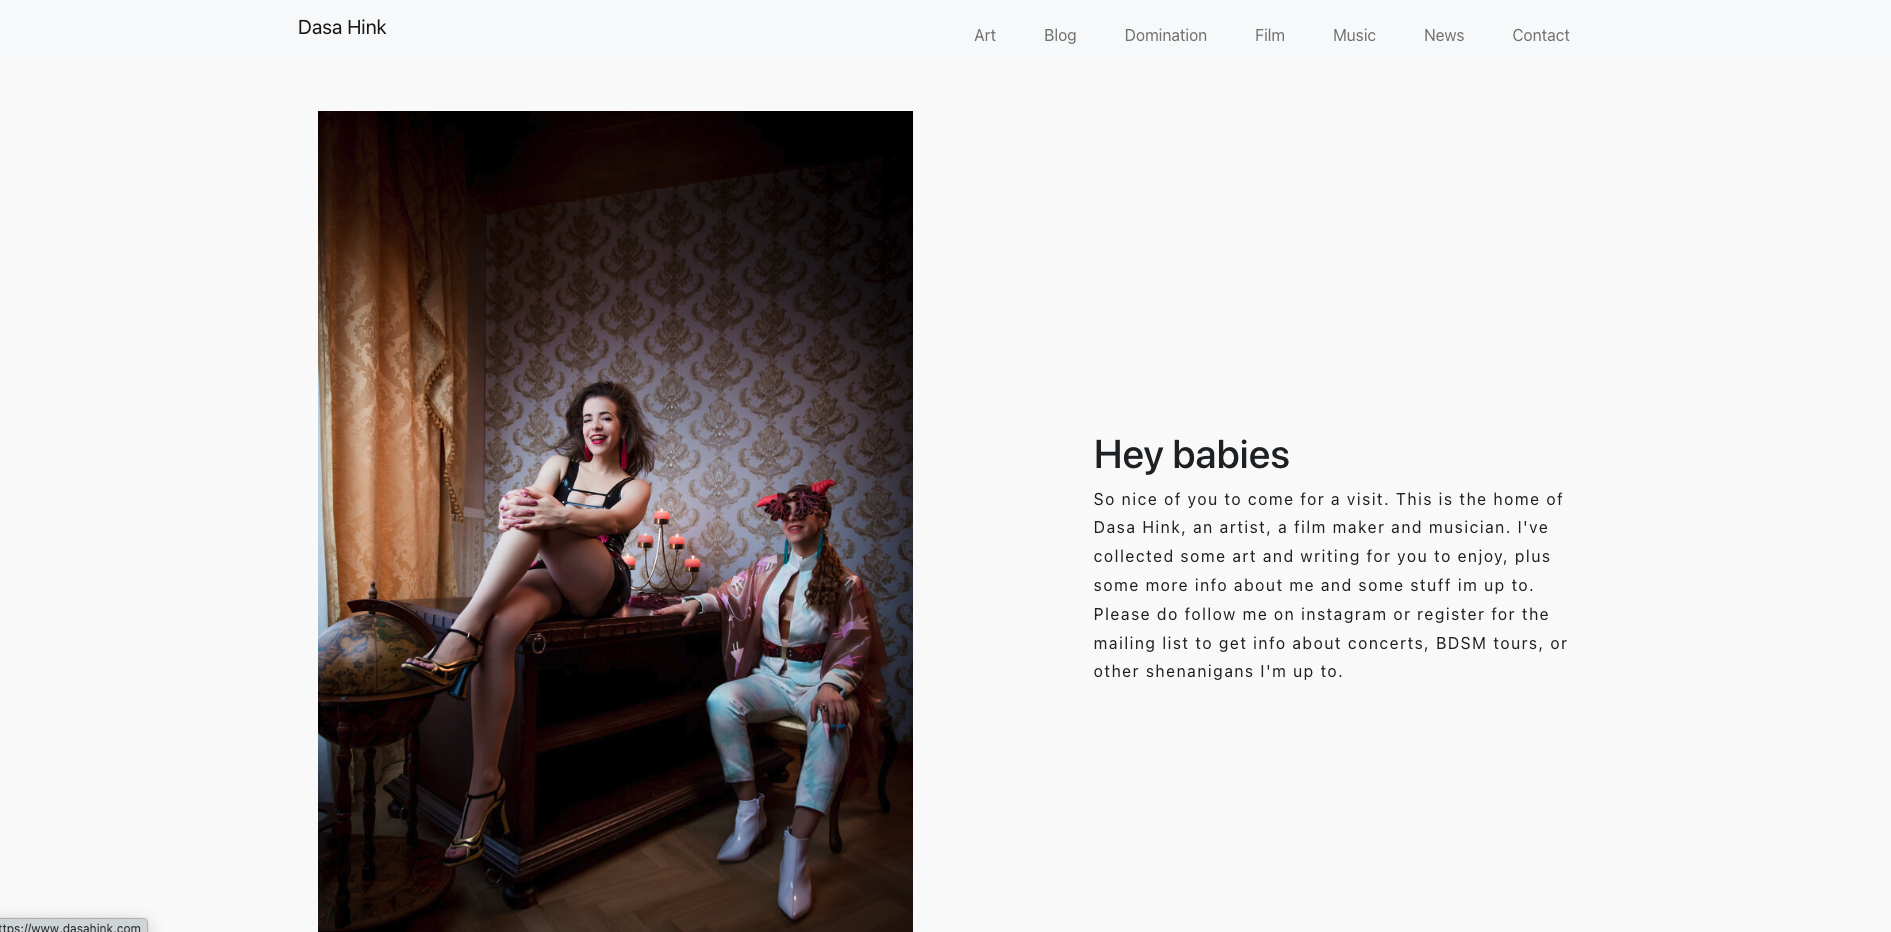 Dasa Hink
Art
Blog
Domination
Film
Music
News
Contact
Hey babies
So nice of you to come for a visit. This is the home of
Dasa Hink, an artist, a film maker and musician. I've
collected some art and writing for you to enjoy, plus
some more info about me and some stuff im up to.
Please do follow me on instagram or register for the
mailing list to get info about concerts, BDSM tours, or
other shenanigans I'm up to.
ttps://www.dasahink.com